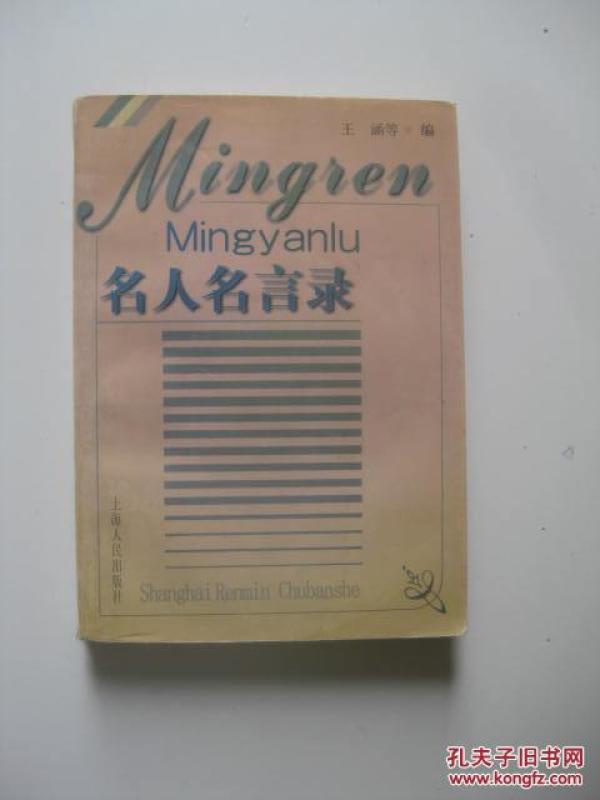 王 涵等 编
Mingren
Mingyanlu
名人名言录
上海人民出版社
Shanghai Renmin Chubanshe
孔夫子旧书网
www.kongfz.com